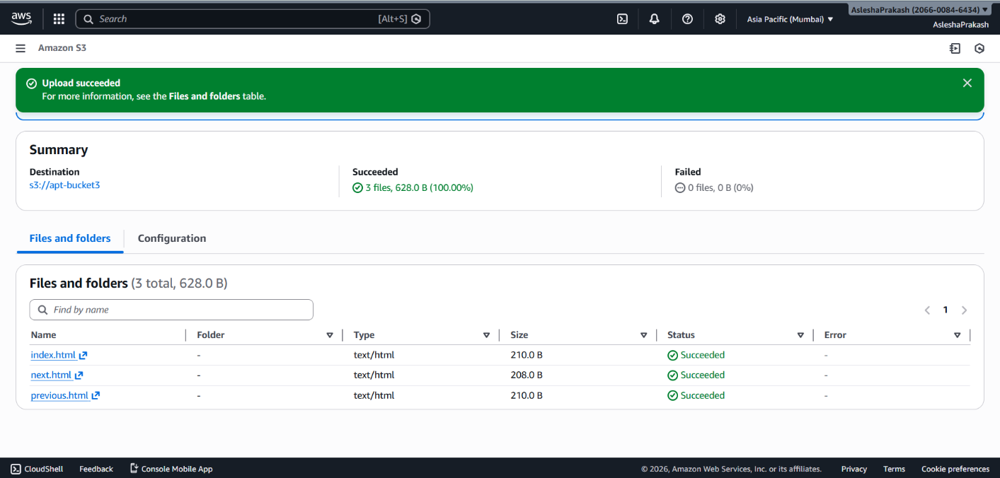 aws
Search [Alt+S]
Asia Pacific (Mumbai) ▼
AsleshaPrakash (2066-0084-6434) ▼
AsleshaPrakash
Amazon S3
Upload succeeded
For more information, see the Files and folders table.
Summary
Destination
s3://apt-bucket3
Succeeded
3 files, 628.0 B (100.00%)
Failed
0 files, 0 B (0%)
Files and folders
Configuration
Files and folders (3 total, 628.0 B)
Find by name
1
Name Folder Type Size Status Error
index.html - text/html 210.0 B Succeeded -
next.html - text/html 208.0 B Succeeded -
previous.html - text/html 210.0 B Succeeded -
CloudShell Feedback Console Mobile App © 2026, Amazon Web Services, Inc. or its affiliates. Privacy Terms Cookie preferences